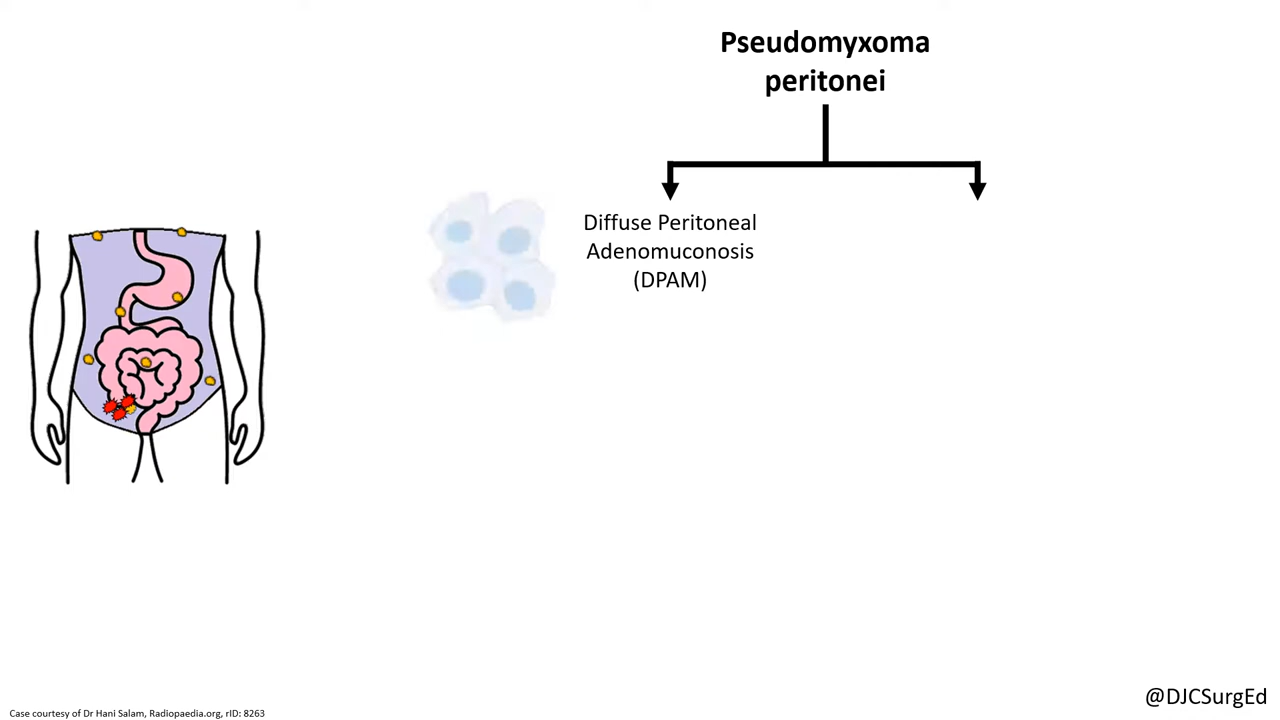 Pseudomyxoma
peritonei
Diffuse Peritoneal
Adenomuconosis
(DPAM)
@DJCSurgEd
Case courtesy of Dr Hani Salam, Radiopaedia.org, rID: 8263